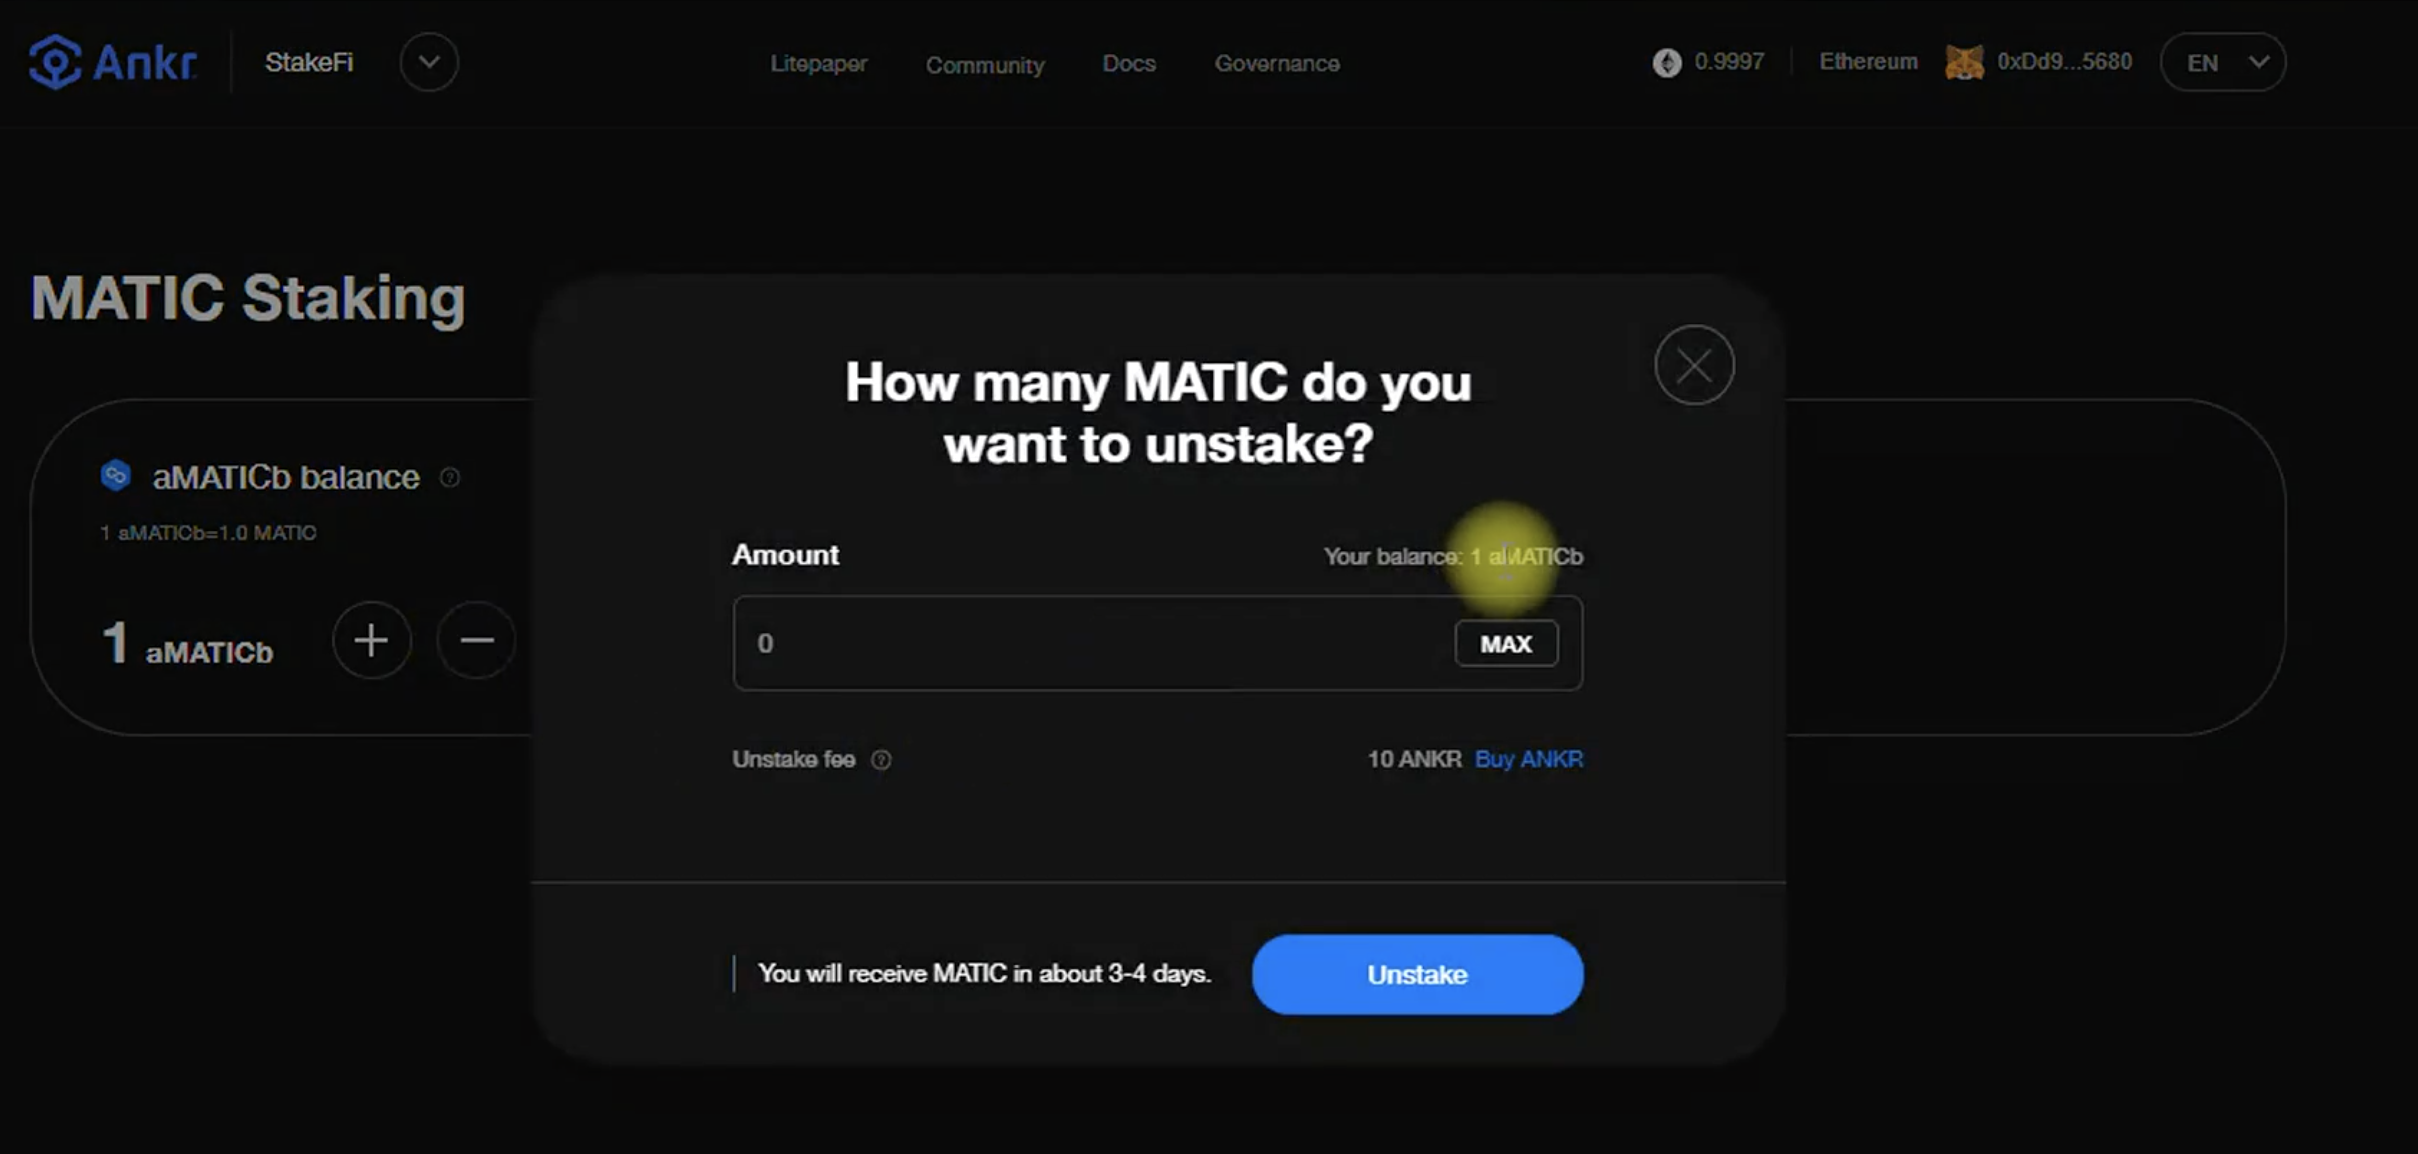 Ankr StakeFi Litepaper Community Docs Governance 0.9997 Ethereum 0xDd9...5680 EN
MATIC Staking
How many MATIC do you
want to unstake?
aMATICb balance
1 aMATICb=1.0 MATIC
1 aMATICb
Amount Your balance: 1 aMATICb
0 MAX
Unstake fee 10 ANKR Buy ANKR
You will receive MATIC in about 3-4 days. Unstake